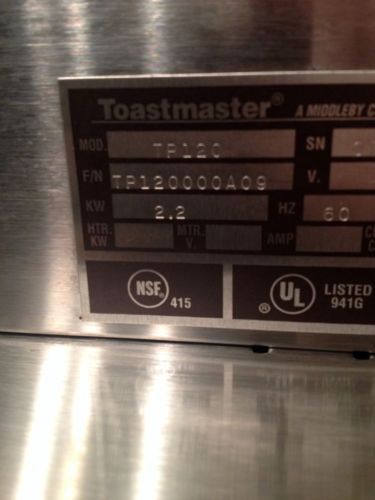 Toastmaster® A MIDDLEBY
MOD. TP120 SN
F/N TP120000A09 V.
KW 2.2 HZ 60
HTR. KW MTR. V. AMP
NSF® 415 ® UL LISTED 941G